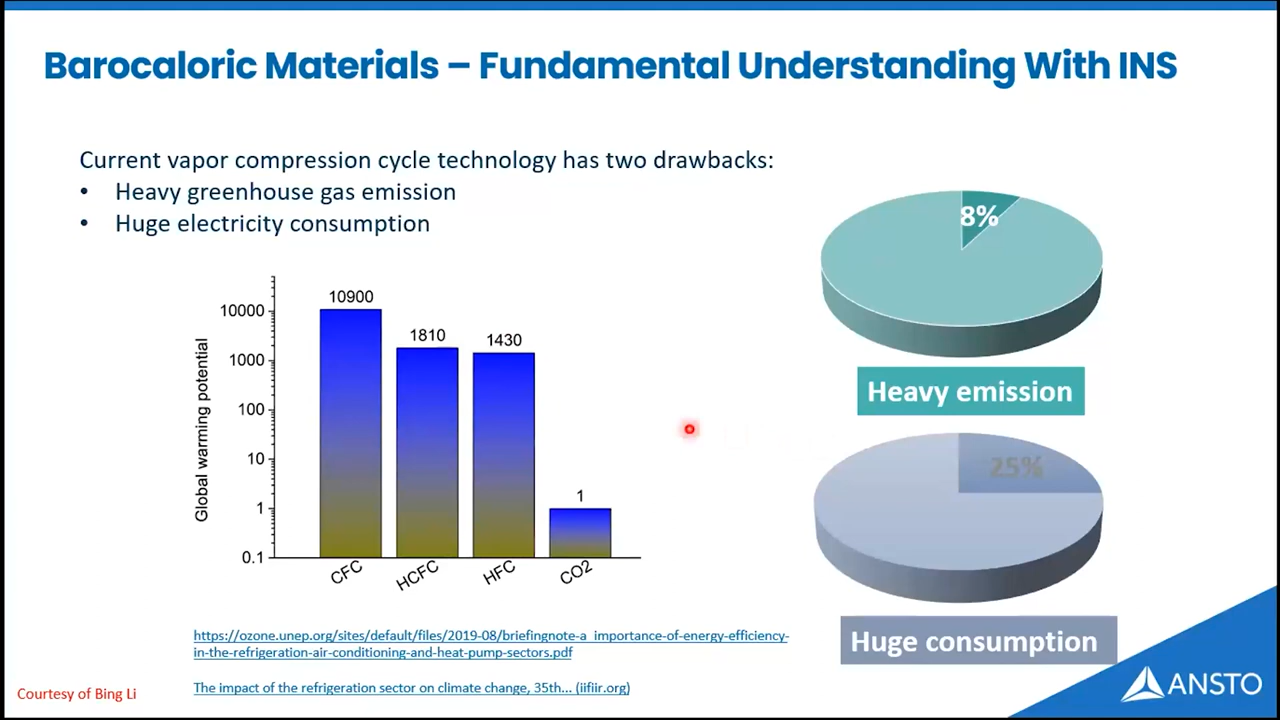 Barocaloric Materials – Fundamental Understanding With INS
Current vapor compression cycle technology has two drawbacks:
• Heavy greenhouse gas emission
• Huge electricity consumption
Global warming potential
10000
1000
100
10
1
0.1
10900
1810
1430
1
CFC
HCFC
HFC
CO2
8%
Heavy emission
25%
Huge consumption
https://ozone.unep.org/sites/default/files/2019-08/briefingnote-a_importance-of-energy-efficiency-
in-the-refrigeration-air-conditioning-and-heat-pump-sectors.pdf
The impact of the refrigeration sector on climate change, 35th... (iifiir.org)
Courtesy of Bing Li
ANSTO